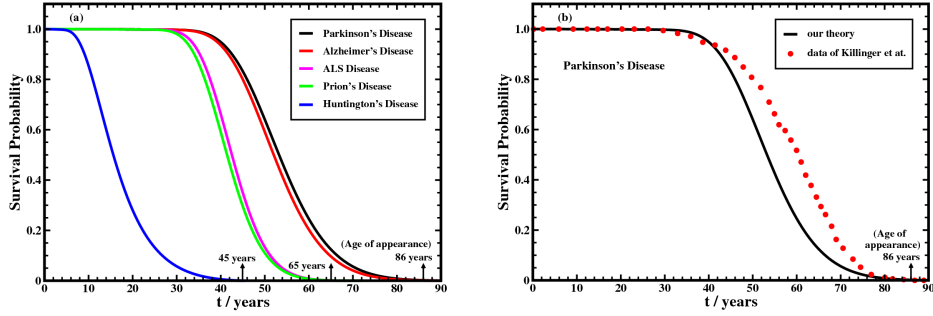 (a)
Survival Probability
1.0
0.8
0.6
0.4
0.2
0
Parkinson's Disease
Alzheimer's Disease
ALS Disease
Prion's Disease
Huntington's Disease
(Age of appearance)
45 years
65 years
86 years
0 10 20 30 40 50 60 70 80 90
t / years
(b)
Survival Probability
1.0
0.8
0.6
0.4
0.2
0
our theory
data of Killinger et at.
Parkinson's Disease
(Age of
appearance)
86 years
0 10 20 30 40 50 60 70 80 90
t / years